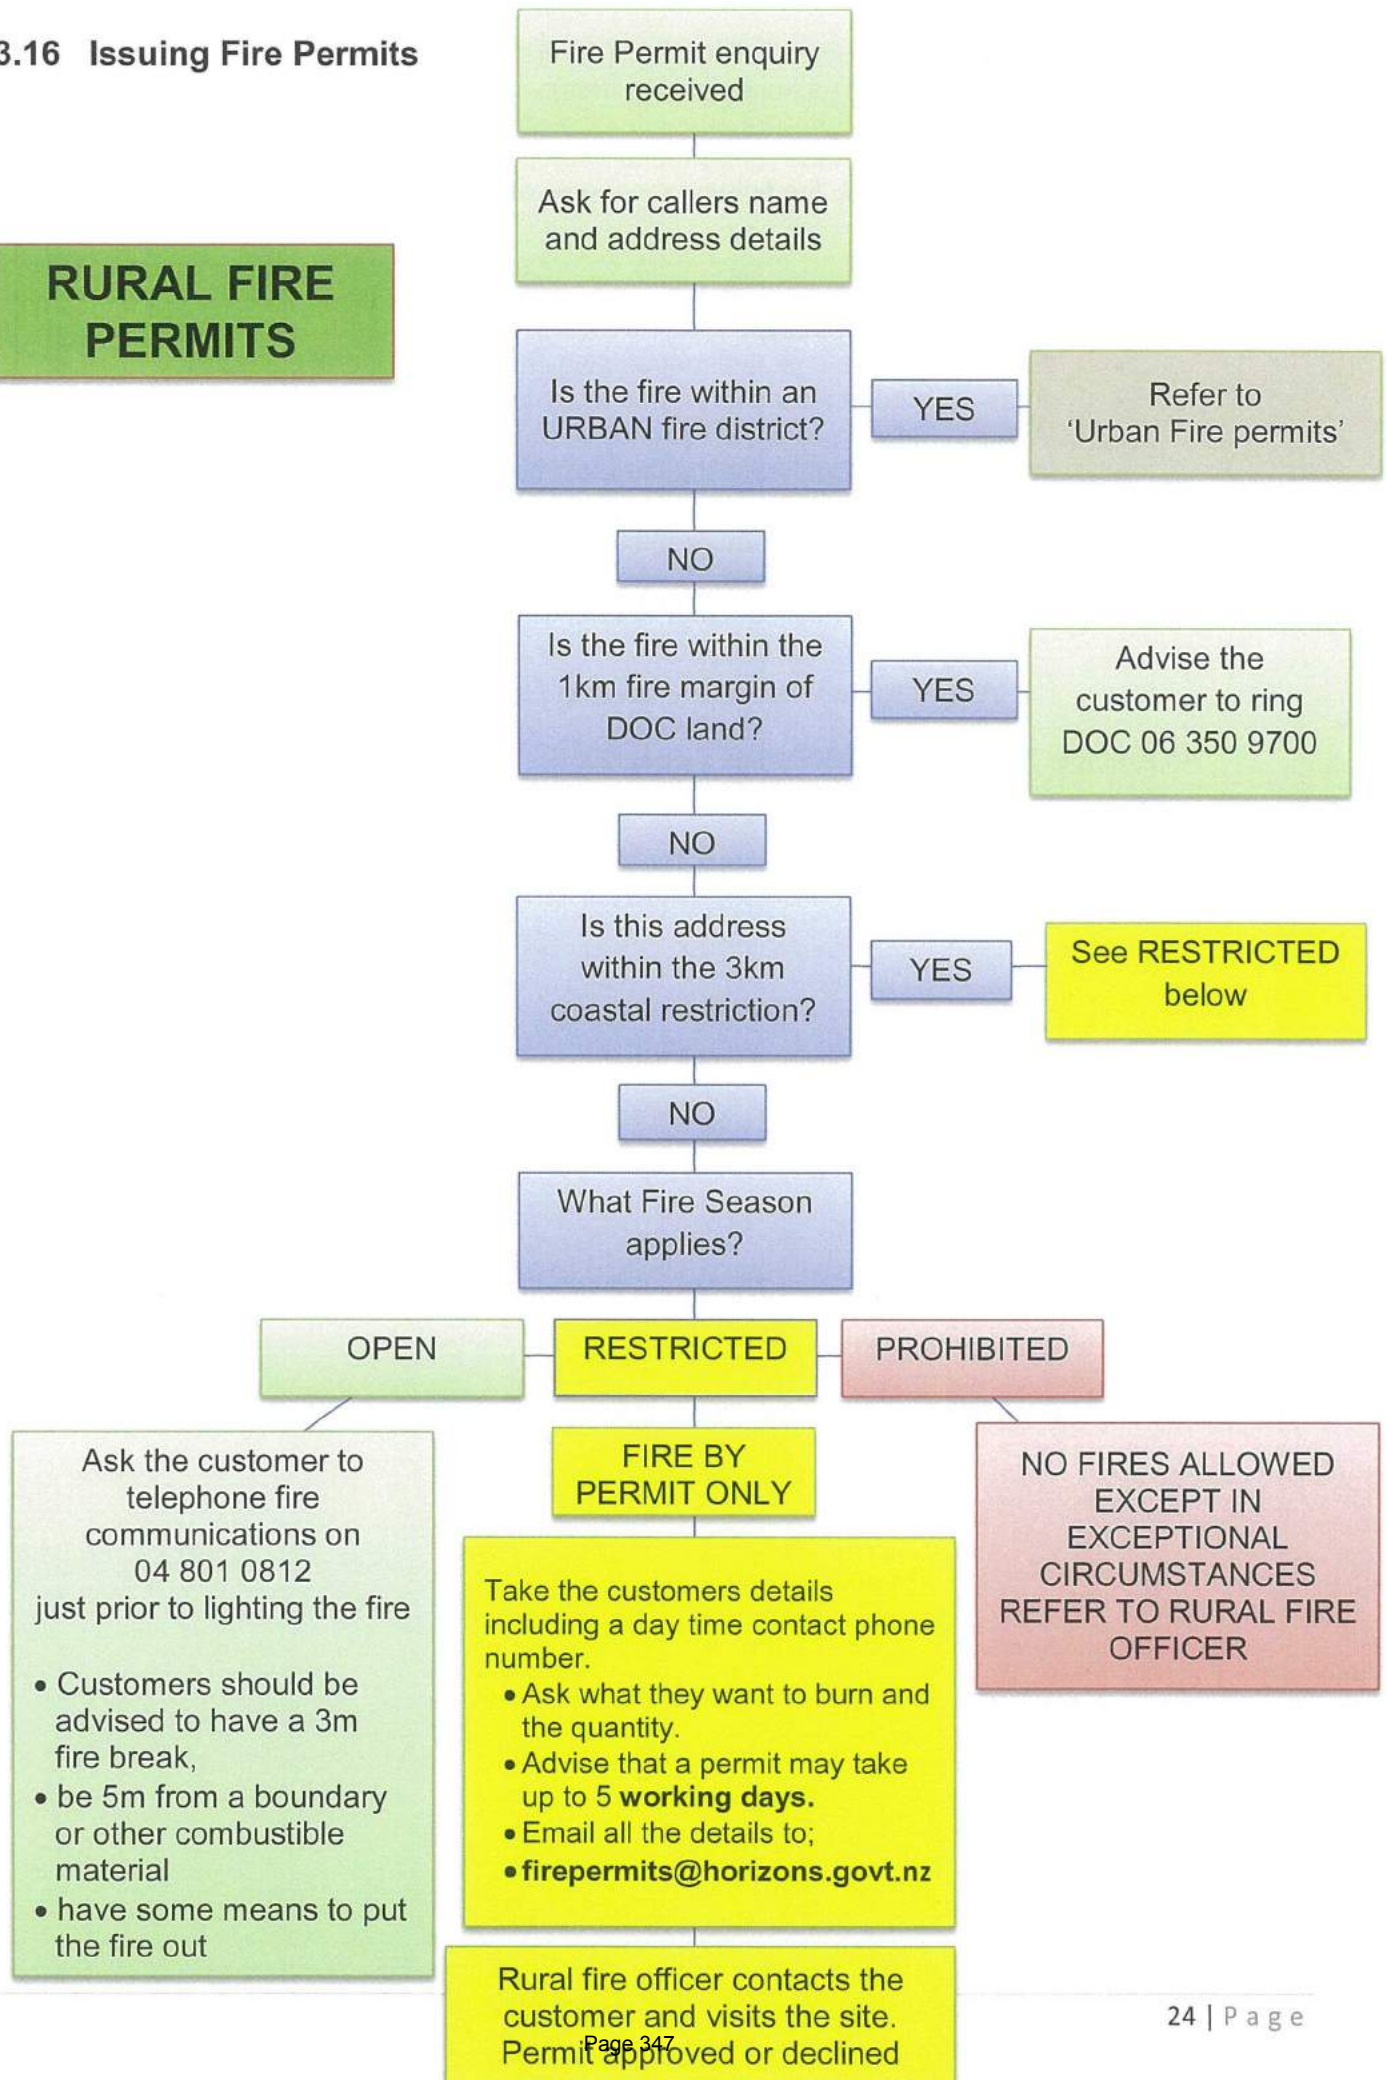 3.16 Issuing Fire Permits
Fire Permit enquiry
received
Ask for callers name
and address details
RURAL FIRE
PERMITS
Is the fire within an
URBAN fire district?
YES
Refer to
‘Urban Fire permits’
NO
Is the fire within the
1km fire margin of
DOC land?
YES
Advise the
customer to ring
DOC 06 350 9700
NO
Is this address
within the 3km
coastal restriction?
YES
See RESTRICTED
below
NO
What Fire Season
applies?
OPEN
RESTRICTED
PROHIBITED
Ask the customer to
telephone fire
communications on
04 801 0812
just prior to lighting the fire
• Customers should be
advised to have a 3m
fire break,
• be 5m from a boundary
or other combustible
material
• have some means to put
the fire out
FIRE BY
PERMIT ONLY
Take the customers details
including a day time contact phone
number.
• Ask what they want to burn and
the quantity.
• Advise that a permit may take
up to 5 working days.
• Email all the details to;
• firepermits@horizons.govt.nz
Rural fire officer contacts the
customer and visits the site.
Permit approved or declined
NO FIRES ALLOWED
EXCEPT IN
EXCEPTIONAL
CIRCUMSTANCES
REFER TO RURAL FIRE
OFFICER
24 | Page
Page 347